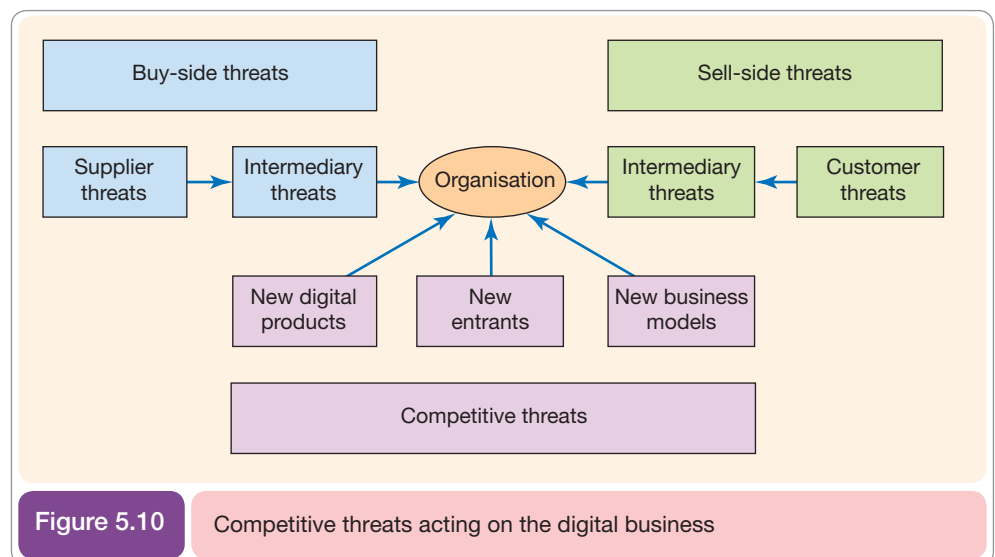 Buy-side threats
Sell-side threats
Supplier
threats
Intermediary
threats
Organisation
Intermediary
threats
Customer
threats
New digital
products
New
entrants
New business
models
Competitive threats
Figure 5.10
Competitive threats acting on the digital business